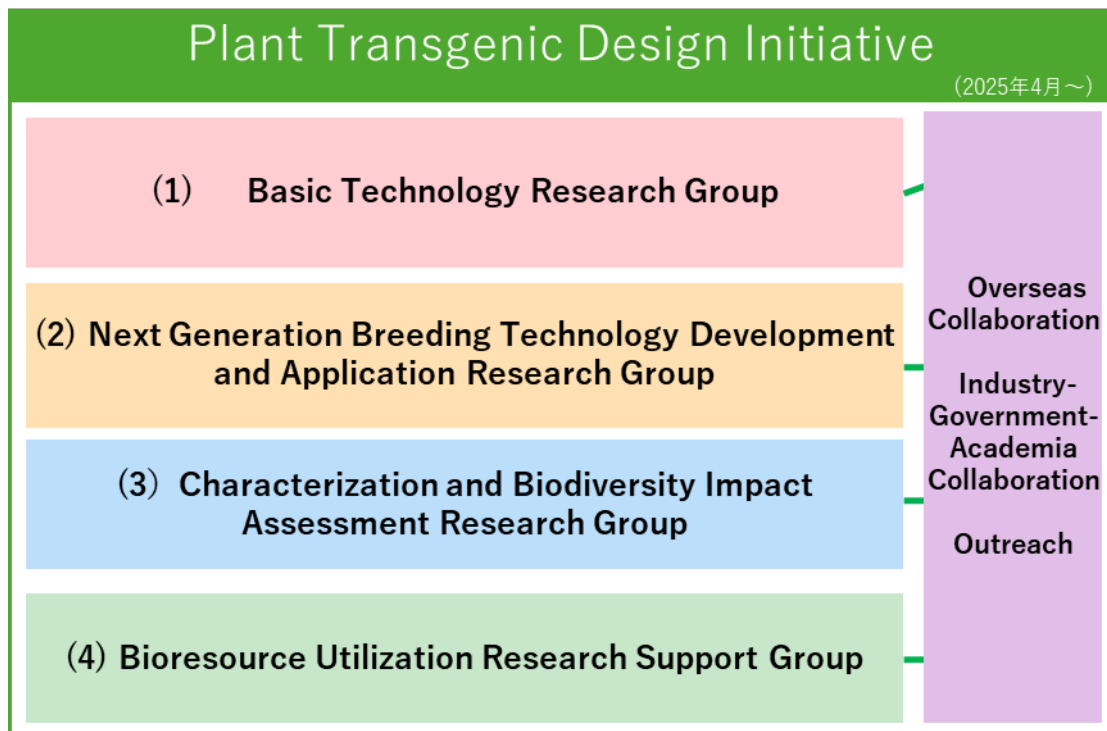 Plant Transgenic Design Initiative
(2025年4月～)
(1) Basic Technology Research Group
(2) Next Generation Breeding Technology Development
and Application Research Group
(3) Characterization and Biodiversity Impact
Assessment Research Group
(4) Bioresource Utilization Research Support Group
Overseas
Collaboration
Industry-
Government-
Academia
Collaboration
Outreach